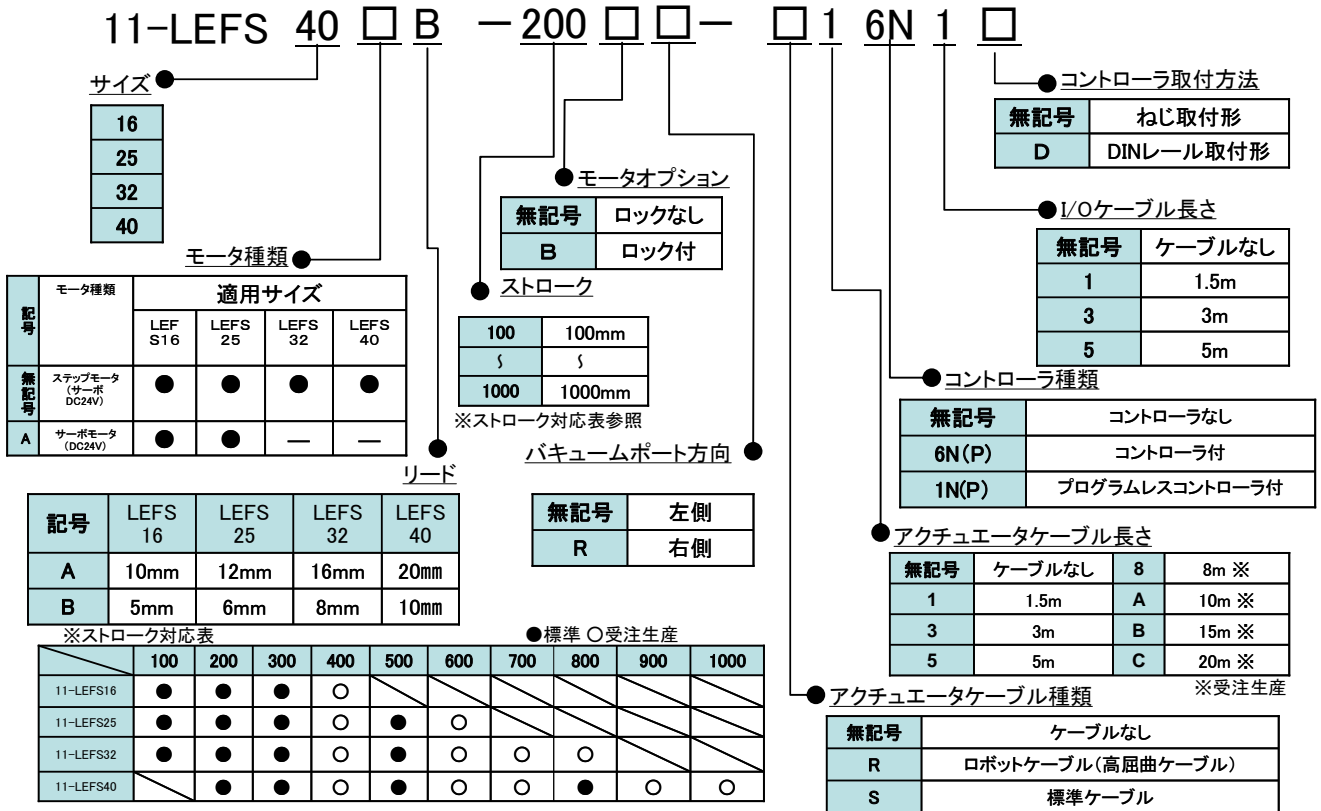 11-LEFS 40 □ B － 200 □ □ － □ 1 6N 1 □
サイズ
16
25
32
40
モータ種類
記号 モータ種類 適用サイズ
LEFS16 LEFS25 LEFS32 LEFS40
無記号 ステップモータ(サーボDC24V) ● ● ● ●
A サーボモータ(DC24V) ● ● — —
リード
記号 LEFS16 LEFS25 LEFS32 LEFS40
A 10mm 12mm 16mm 20mm
B 5mm 6mm 8mm 10mm
モータオプション
無記号 ロックなし
B ロック付
ストローク
100 100mm
∫ ∫
1000 1000mm
※ストローク対応表参照
バキュームポート方向
無記号 左側
R 右側
※ストローク対応表 ●標準 ○受注生産
100 200 300 400 500 600 700 800 900 1000
11-LEFS16 ● ● ● ○
11-LEFS25 ● ● ● ○ ● ○
11-LEFS32 ● ● ● ○ ● ○ ○ ○
11-LEFS40 ● ● ○ ● ○ ○ ● ○ ○
コントローラ取付方法
無記号 ねじ取付形
D DINレール取付形
I/Oケーブル長さ
無記号 ケーブルなし
1 1.5m
3 3m
5 5m
コントローラ種類
無記号 コントローラなし
6N(P) コントローラ付
1N(P) プログラムレスコントローラ付
アクチュエータケーブル長さ
無記号 ケーブルなし 8 8m ※
1 1.5m A 10m ※
3 3m B 15m ※
5 5m C 20m ※
※受注生産
アクチュエータケーブル種類
無記号 ケーブルなし
R ロボットケーブル(高屈曲ケーブル)
S 標準ケーブル